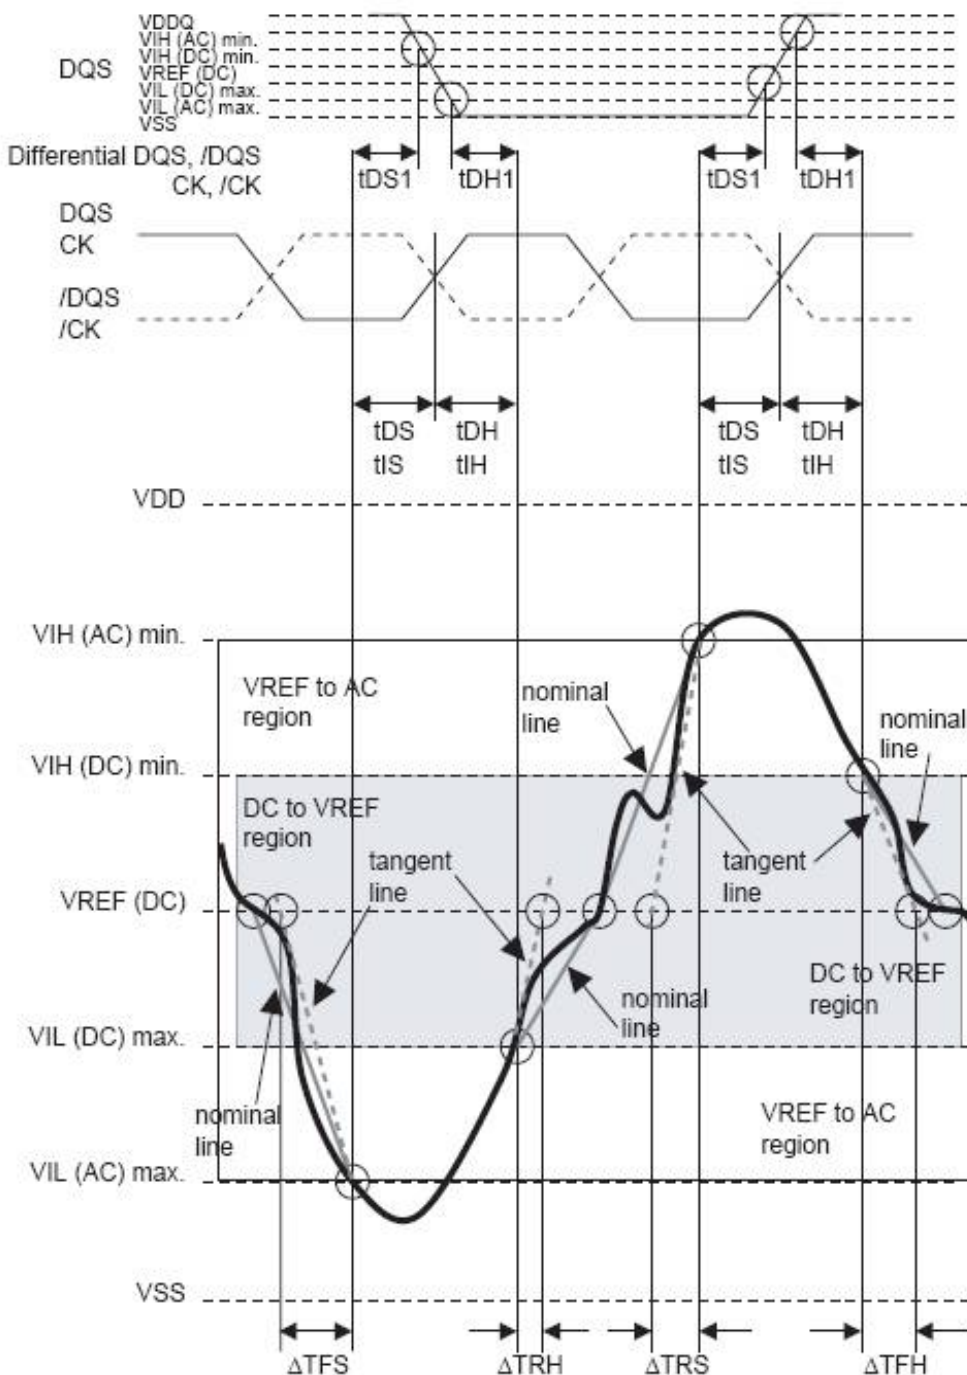 VDDQ
VIH (AC) min.
VIH (DC) min.
DQS
VREF (DC)
VIL (DC) max.
VIL (AC) max.
VSS
Differential DQS, /DQS
CK, /CK
tDS1
tDH1
tDS1
tDH1
DQS
CK
/DQS
/CK
tDS
tIS
tDH
tIH
tDS
tIS
tDH
tIH
VDD
VIH (AC) min.
VREF to AC
region
nominal
line
nominal
line
VIH (DC) min.
DC to VREF
region
tangent
line
tangent
line
VREF (DC)
DC to VREF
region
nominal
line
VIL (DC) max.
nominal
line
VREF to AC
region
VIL (AC) max.
VSS
ΔTFS
ΔTRH
ΔTRS
ΔTFH